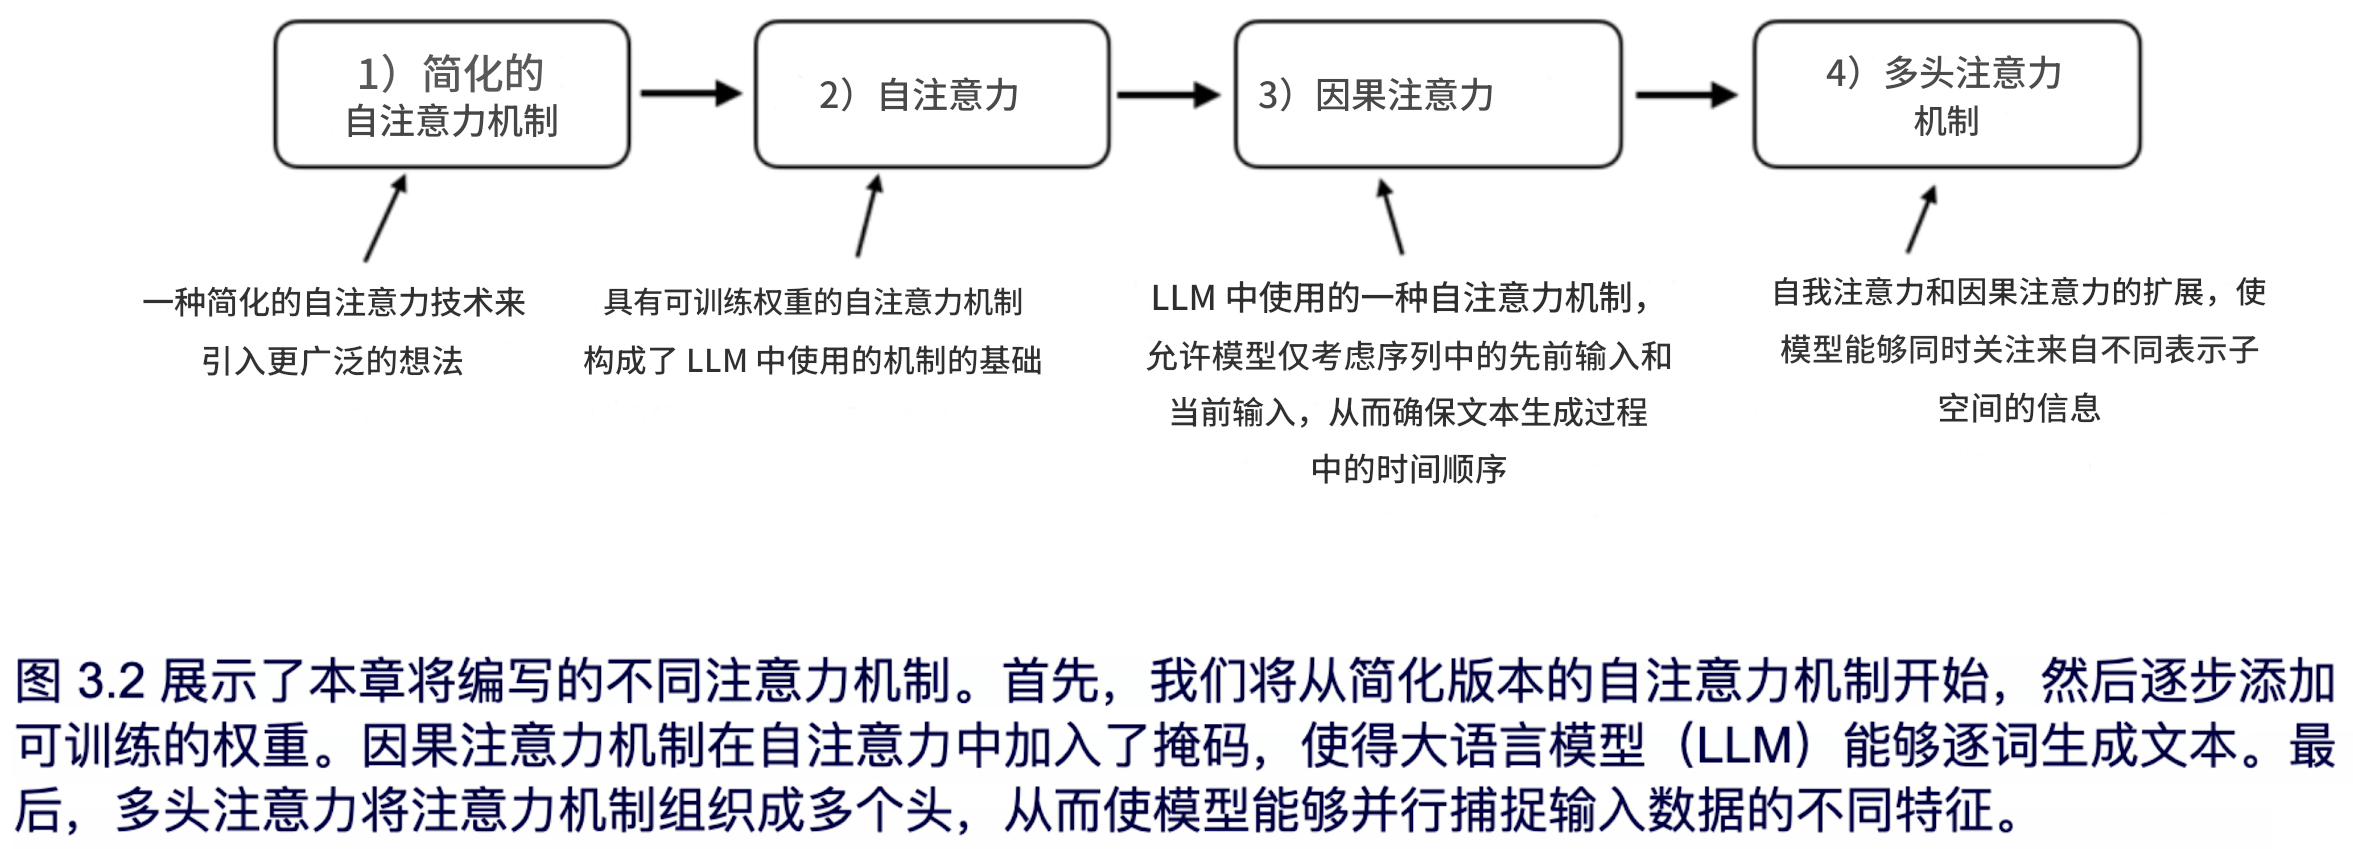 1）简化的
自注意力机制
2）自注意力
3）因果注意力
4）多头注意力
机制
一种简化的自注意力技术来
引入更广泛的想法
具有可训练权重的自注意力机制
构成了 LLM 中使用的机制的基础
LLM 中使用的一种自注意力机制，
允许模型仅考虑序列中的先前输入和
当前输入，从而确保文本生成过程
中的时间顺序
自我注意力和因果注意力的扩展，使
模型能够同时关注来自不同表示子
空间的信息
图 3.2 展示了本章将编写的不同注意力机制。首先，我们将从简化版本的自注意力机制开始，然后逐步添加
可训练的权重。因果注意力机制在自注意力中加入了掩码，使得大语言模型（LLM）能够逐词生成文本。最
后，多头注意力将注意力机制组织成多个头，从而使模型能够并行捕捉输入数据的不同特征。